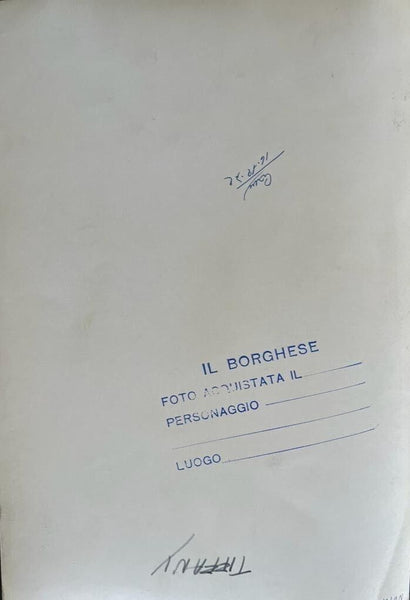 IL BORGHESE
FOTO ACQUISTATA IL
PERSONAGGIO
LUOGO
TIFFANY